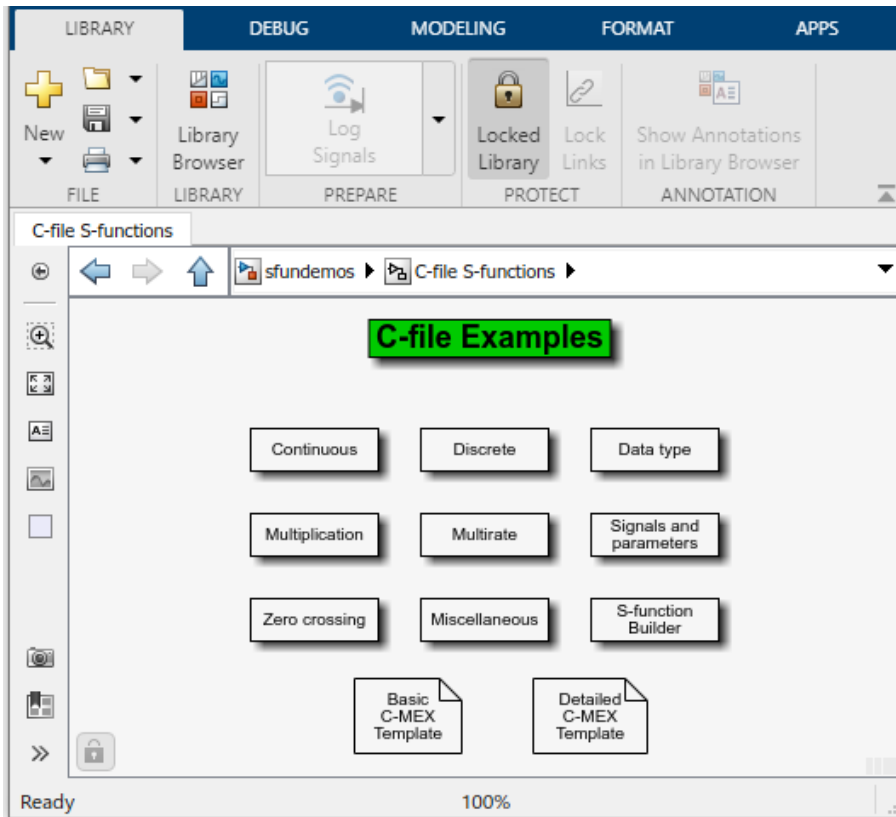 LIBRARY DEBUG MODELING FORMAT APPS
New
Library
Browser
Log
Signals
Locked
Library
Lock
Links
Show Annotations
in Library Browser
FILE LIBRARY PREPARE PROTECT ANNOTATION
C-file S-functions
sfundemos C-file S-functions
C-file Examples
Continuous
Discrete
Data type
Multiplication
Multirate
Signals and
parameters
Zero crossing
Miscellaneous
S-function
Builder
Basic
C-MEX
Template
Detailed
C-MEX
Template
Ready 100%